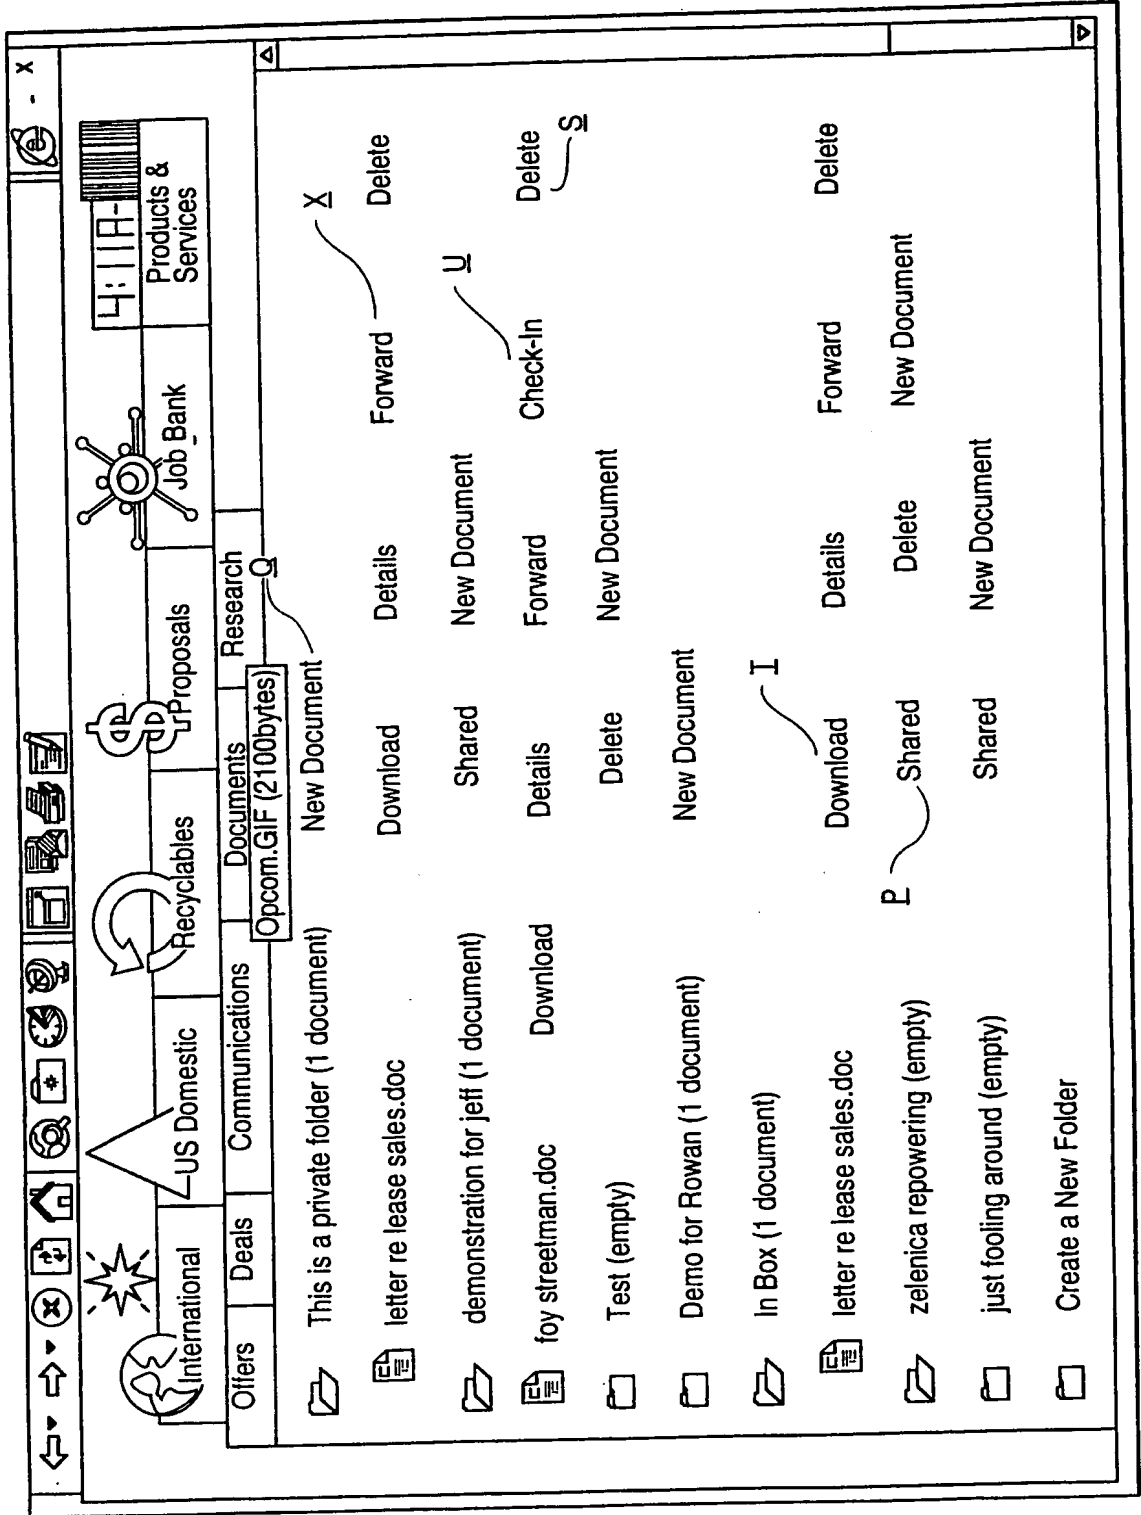 - X
4:11A-
International US Domestic Recyclables Proposals Job Bank Products &
Services
Offers Deals Communications Documents Research
Opcom.GIF (2100bytes)
Q
This is a private folder (1 document) New Document
X
letter re lease sales.doc Download Details Forward Delete
U
demonstration for jeff (1 document) Shared New Document
foy streetman.doc Download Details Forward Check-In Delete
S
Test (empty) Delete New Document
Demo for Rowan (1 document) New Document
In Box (1 document)
I
letter re lease sales.doc Download Details Forward Delete
P
zelenica repowering (empty) Shared Delete New Document
just fooling around (empty) Shared New Document
Create a New Folder